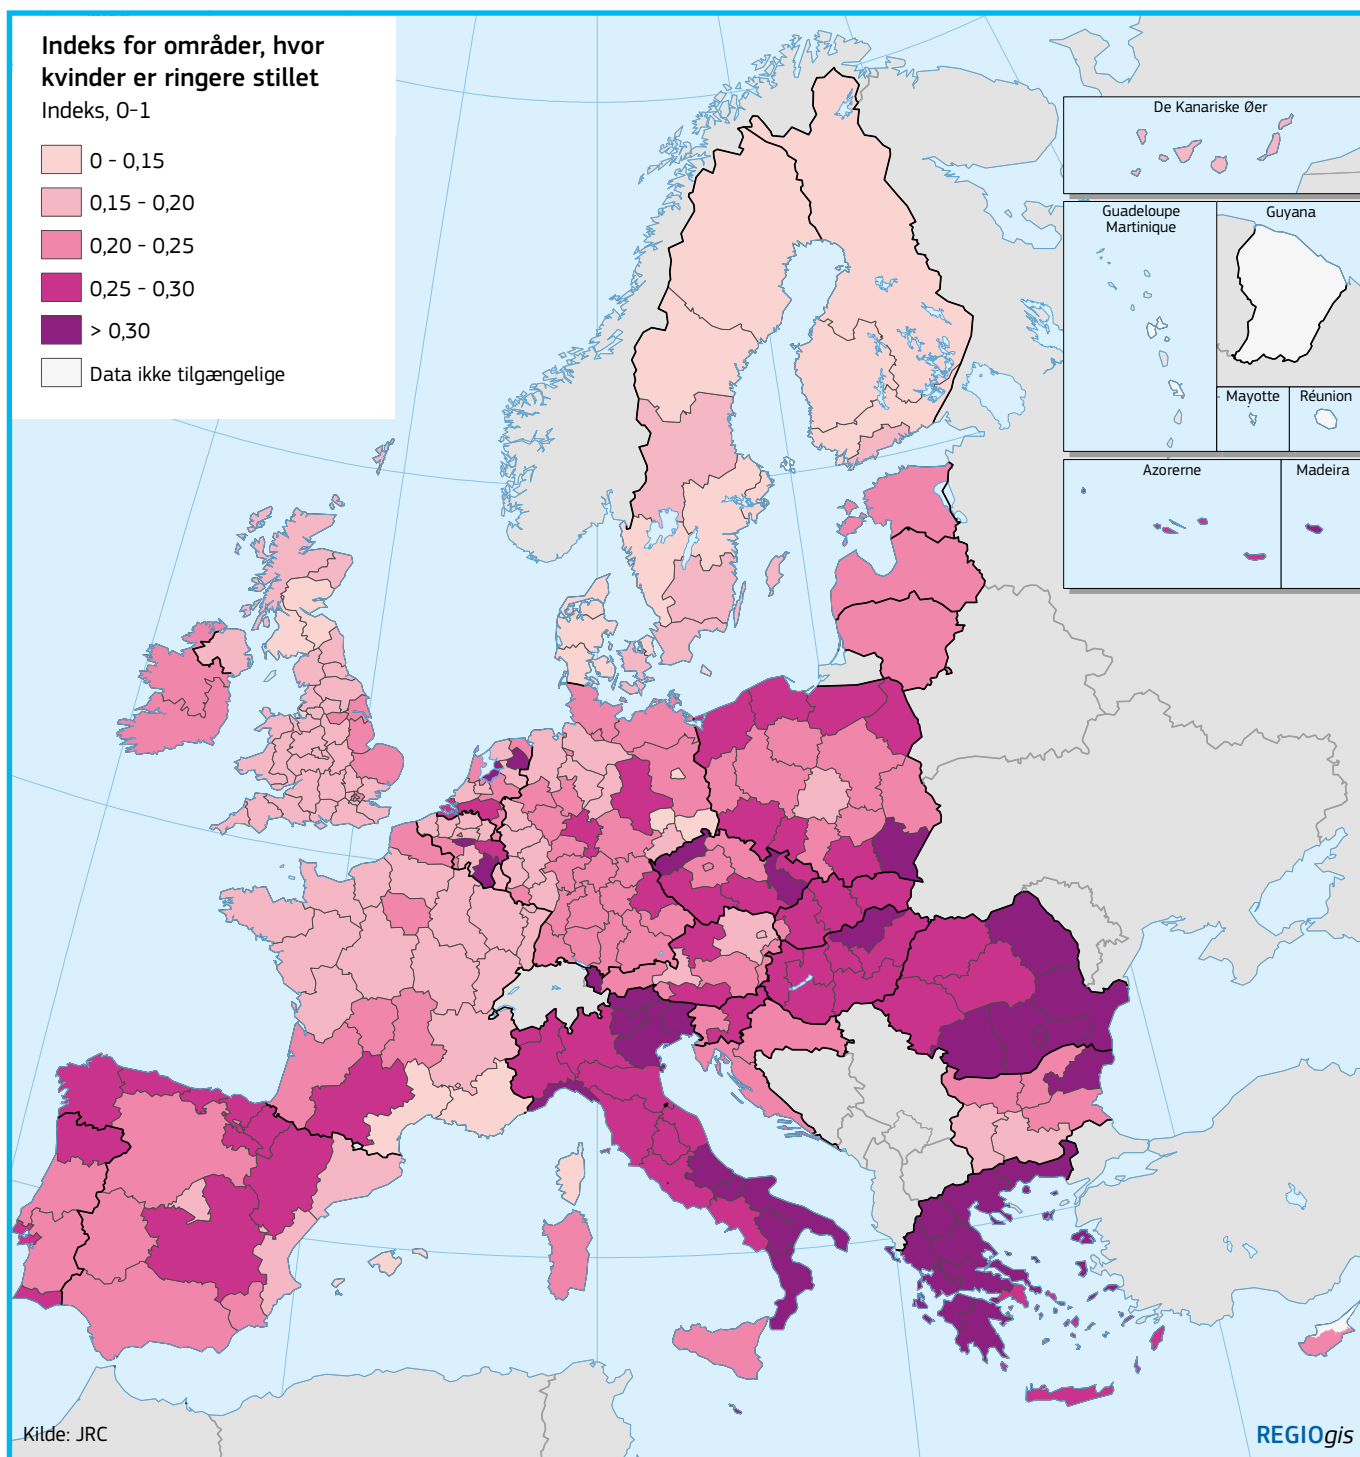 Indeks for områder, hvor
kvinder er ringere stillet
Indeks, 0-1
0 - 0,15
0,15 - 0,20
0,20 - 0,25
0,25 - 0,30
> 0,30
Data ikke tilgængelige
De Kanariske Øer
Guadeloupe
Martinique
Guyana
Mayotte
Réunion
Azorerne
Madeira
Kilde: JRC
REGIOgis